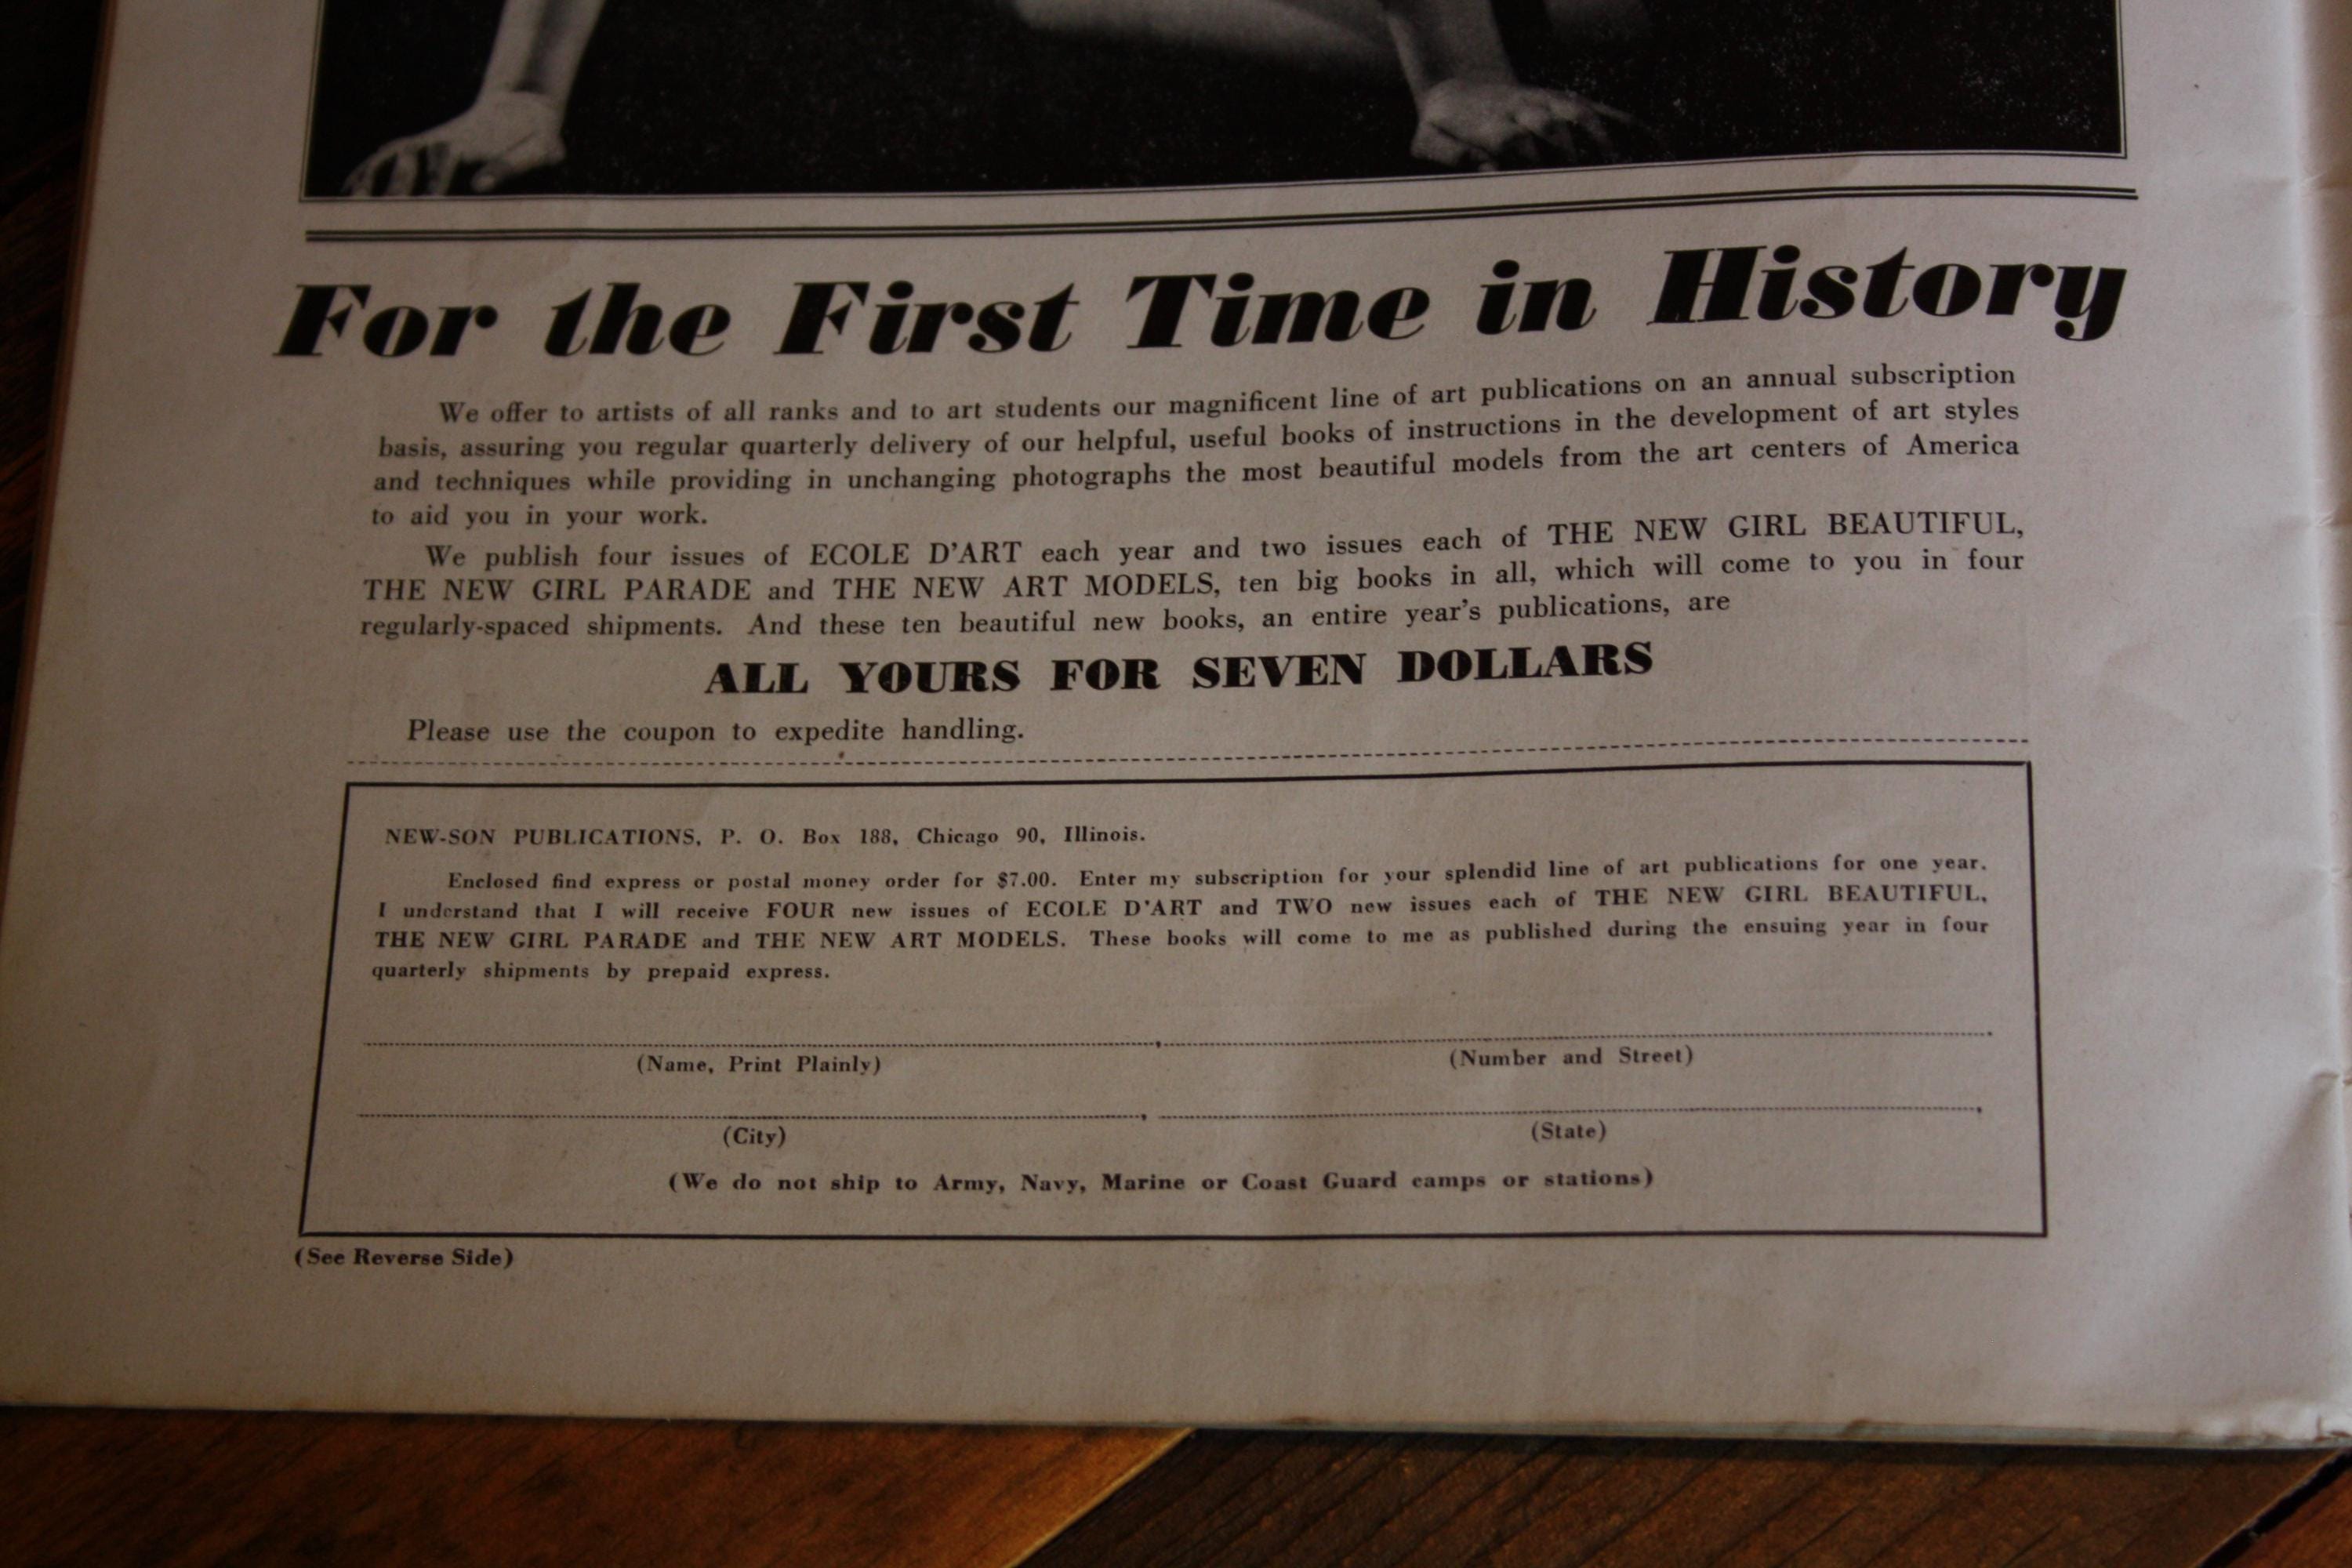 For the First Time in History
We offer to artists of all ranks and to art students our magnificent line of art publications on an annual subscription
basis, assuring you regular quarterly delivery of our helpful, useful books of instructions in the development of art styles
and techniques while providing in unchanging photographs the most beautiful models from the art centers of America
to aid you in your work.
We publish four issues of ECOLE D'ART each year and two issues each of THE NEW GIRL BEAUTIFUL,
THE NEW GIRL PARADE and THE NEW ART MODELS, ten big books in all, which will come to you in four
regularly-spaced shipments. And these ten beautiful new books, an entire year's publications, are
ALL YOURS FOR SEVEN DOLLARS
Please use the coupon to expedite handling.
NEW-SON PUBLICATIONS, P. O. Box 188, Chicago 90, Illinois.
Enclosed find express or postal money order for $7.00. Enter my subscription for your splendid line of art publications for one year.
I understand that I will receive FOUR new issues of ECOLE D'ART and TWO new issues each of THE NEW GIRL BEAUTIFUL,
THE NEW GIRL PARADE and THE NEW ART MODELS. These books will come to me as published during the ensuing year in four
quarterly shipments by prepaid express.
(Name, Print Plainly) (Number and Street)
(City) (State)
(We do not ship to Army, Navy, Marine or Coast Guard camps or stations)
(See Reverse Side)